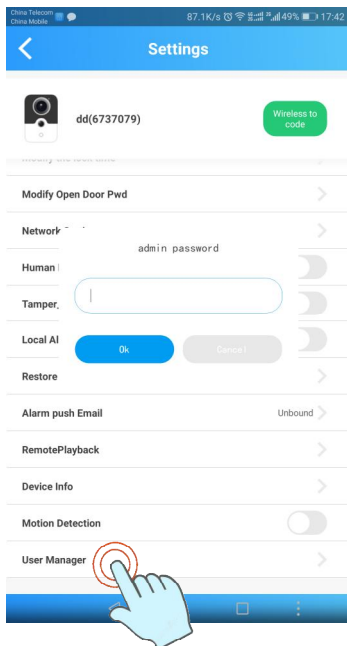 China Telecom
China Mobile
87.1K/s
49%
17:42
Settings
dd(6737079)
Wireless to
code
Modify Open Door Pwd
Network
admin password
Human
Tamper_
Local Al
Ok
Cancel
Restore
Alarm push Email
Unbound
RemotePlayback
Device Info
Motion Detection
User Manager